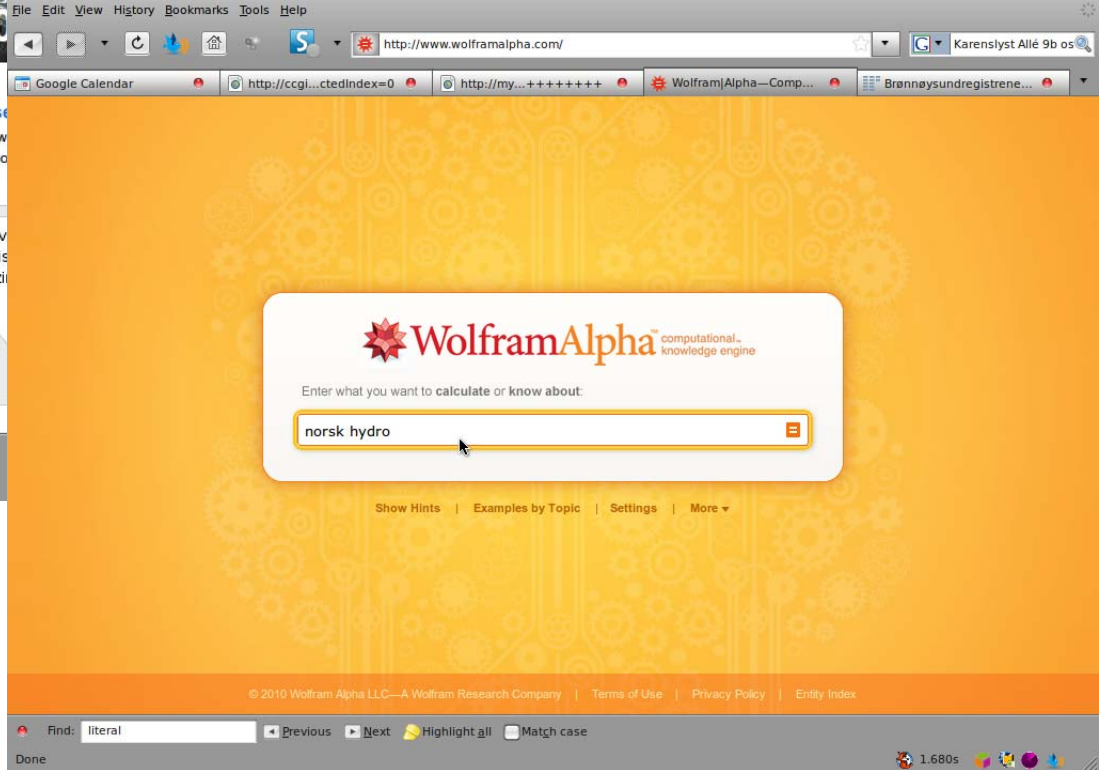 File Edit View History Bookmarks Tools Help
http://www.wolframalpha.com/
Karenslyst Allé 9b os
Google Calendar
http://ccgi...ctedIndex=0
http://my...++++++++
Wolfram|Alpha—Comp...
Brønnøysundregistrene...
WolframAlpha™ computational™ knowledge engine
Enter what you want to calculate or know about:
norsk hydro
Show Hints | Examples by Topic | Settings | More
© 2010 Wolfram Alpha LLC—A Wolfram Research Company | Terms of Use | Privacy Policy | Entity Index
Find: literal Previous Next Highlight all Match case
Done 1.680s